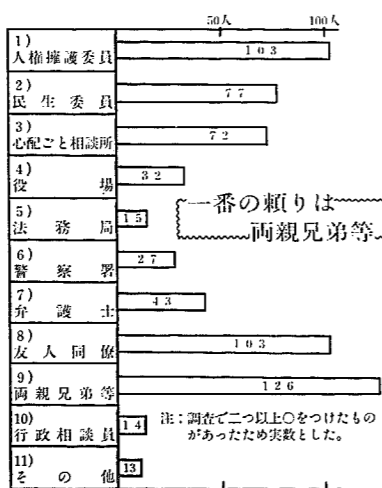 50人 100人
1)
人権擁護委員 103
2)
民生委員 77
3)
心配ごと相談所 72
4)
役場 32
5)
法務局 15
6)
警察署 27
7)
弁護士 43
8)
友人同僚 103
9)
両親兄弟等 126
10)
行政相談員 14
11)
その他 13
一番の頼りは
両親兄弟等
注：調査で二つ以上○をつけたもの
があったため実数とした。